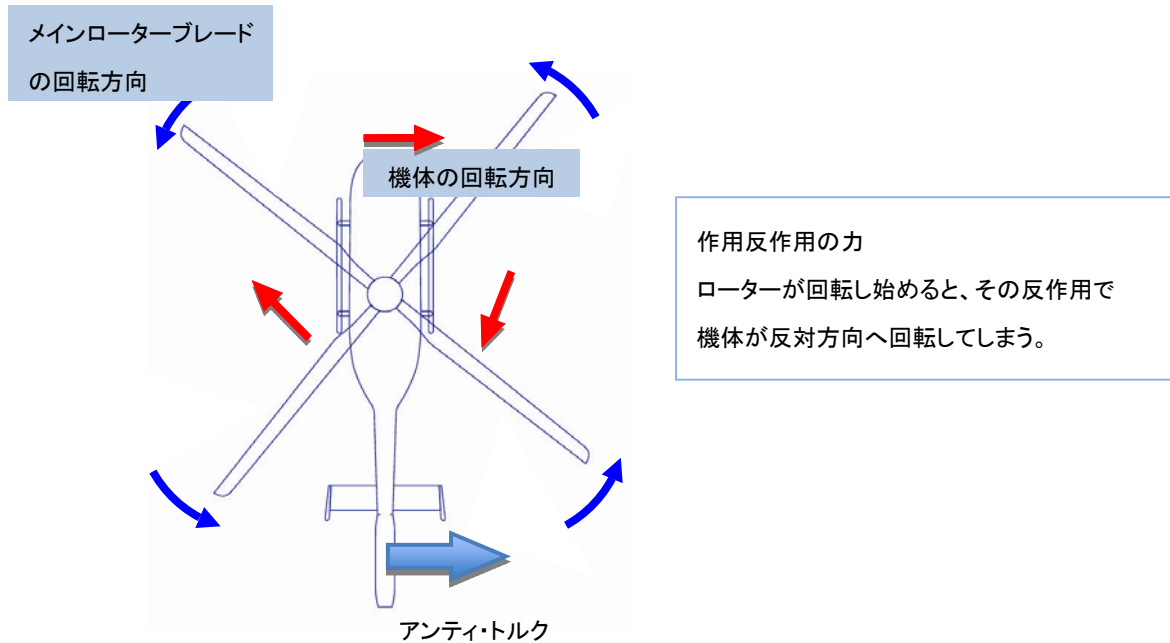 メインローターブレード
の回転方向
機体の回転方向
作用反作用の力
ローターが回転し始めると、その反作用で
機体が反対方向へ回転してしまう。
アンティ・トルク